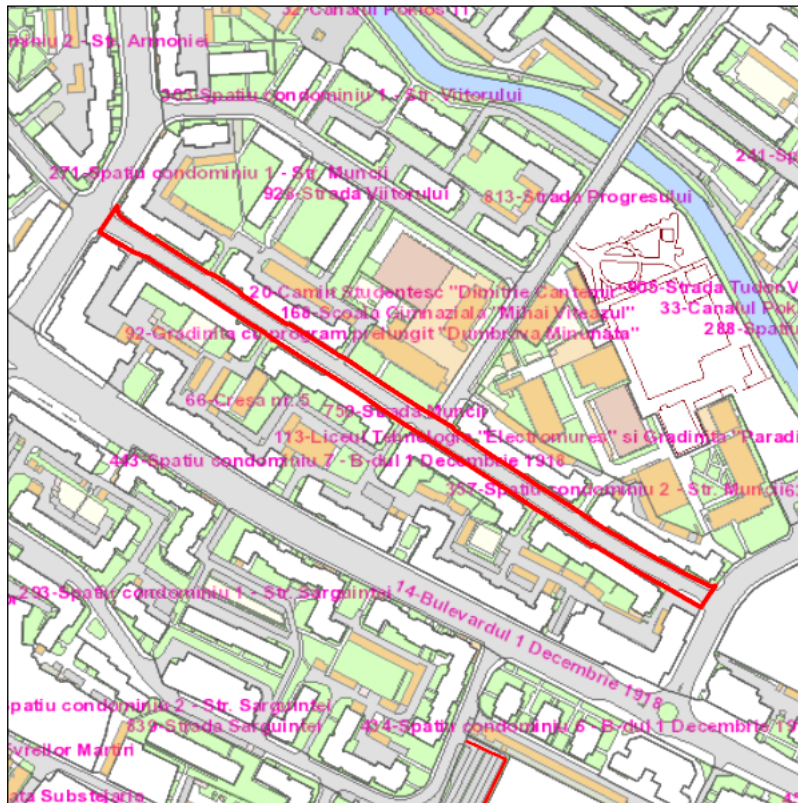 32-Canalul Poklos 11
miniu 2 - Str. Armoniei
303-Spatiu condominiu 1 - Str. Viitorului
241-Sp
271-Spatiu condominiu 1 - Str. Muncii
928-Strada Viitorului
813-Strada Progresului
20-Camin Studentesc "Dimitrie Cantemir"
905-Strada Tudor V
168-Scoala Gimnaziala "Mihai Viteazul"
33-Canalul Pok
92-Gradinita cu program prelungit "Dumbrava Minunata"
288-Spatiu
66-Cresa nr. 5
759-Strada Muncii
113-Liceul Tehnologic "Electromures" si Gradinita "Paradi
443-Spatiu condominiu 7 - B-dul 1 Decembrie 1918
357-Spatiu condominiu 2 - Str. Muncii
293-Spatiu condominiu 1 - Str. Sarguintei
14-Bulevardul 1 Decembrie 1918
patiu condominiu 2 - Str. Sarguintei
839-Strada Sarguintei
434-Spatiu condominiu 6 - B-dul 1 Decembrie 19
Evreilor Martiri
ata Substejaris